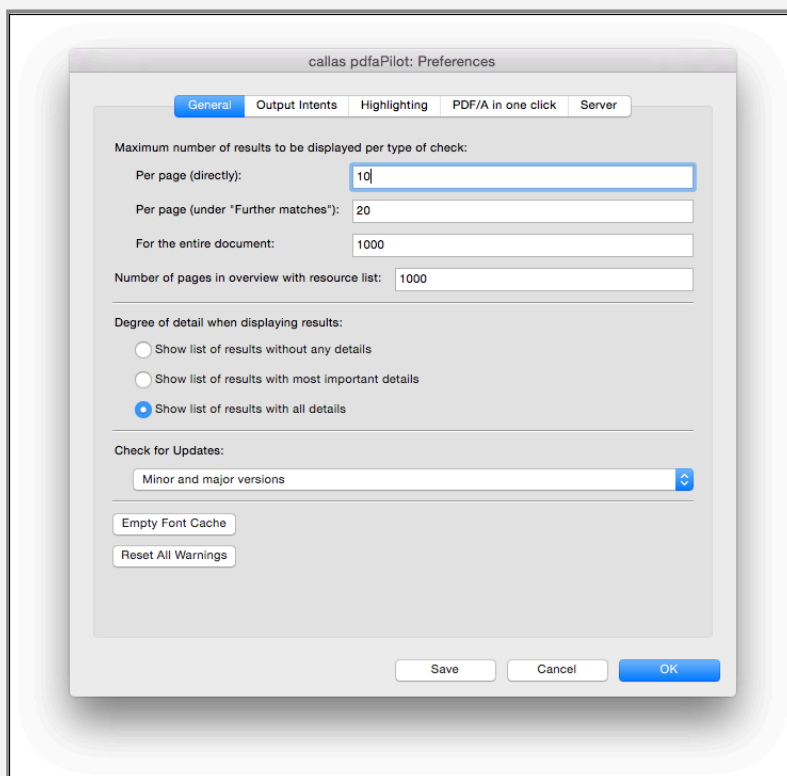 callas pdfaPilot: Preferences
General Output Intents Highlighting PDF/A in one click Server
Maximum number of results to be displayed per type of check:
Per page (directly): 10
Per page (under "Further matches"): 20
For the entire document: 1000
Number of pages in overview with resource list: 1000
Degree of detail when displaying results:
Show list of results without any details
Show list of results with most important details
Show list of results with all details
Check for Updates:
Minor and major versions
Empty Font Cache
Reset All Warnings
Save Cancel OK